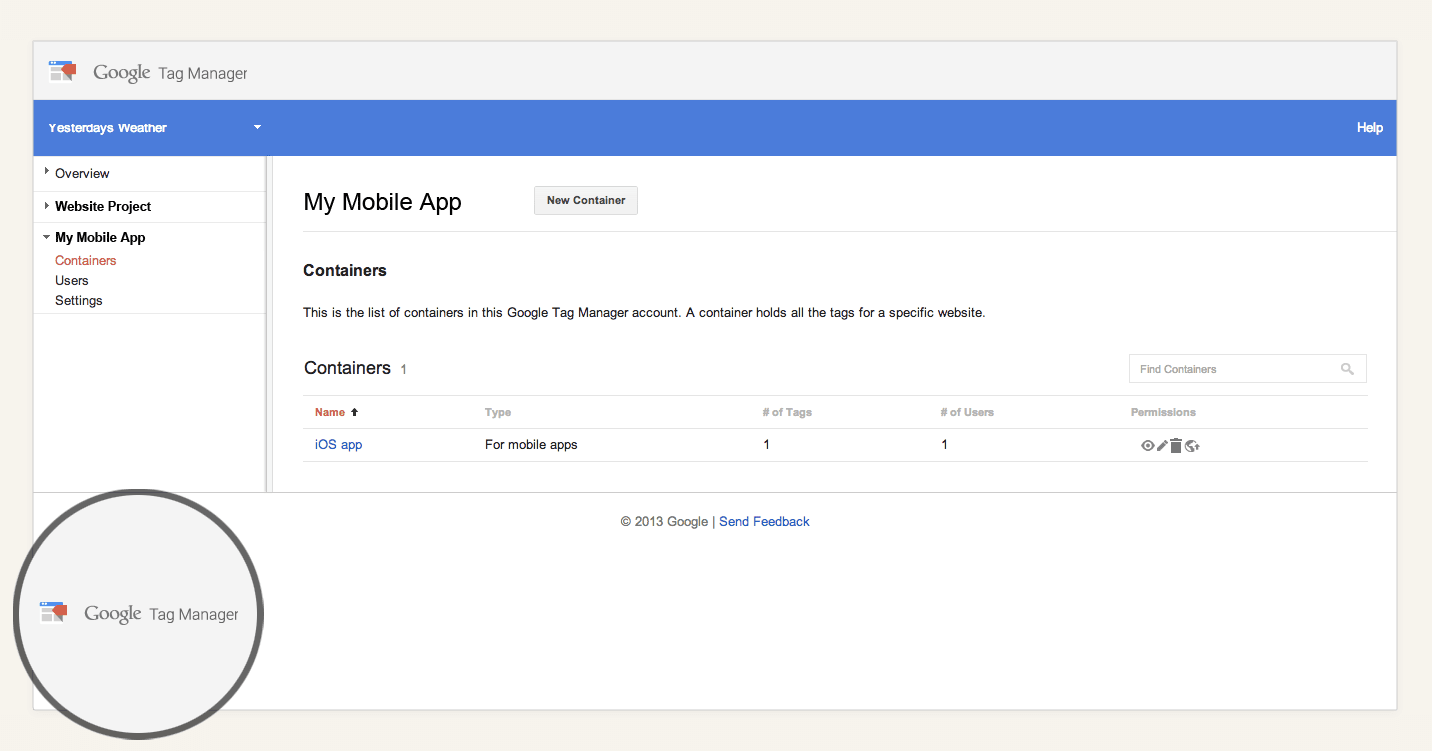 Google Tag Manager
Yesterdays Weather
Help
Overview
Website Project
My Mobile App
Containers
Users
Settings
My Mobile App
New Container
Containers
This is the list of containers in this Google Tag Manager account. A container holds all the tags for a specific website.
Containers 1
Find Containers
Name Type # of Tags # of Users Permissions
iOS app For mobile apps 1 1
© 2013 Google | Send Feedback
Google Tag Manager